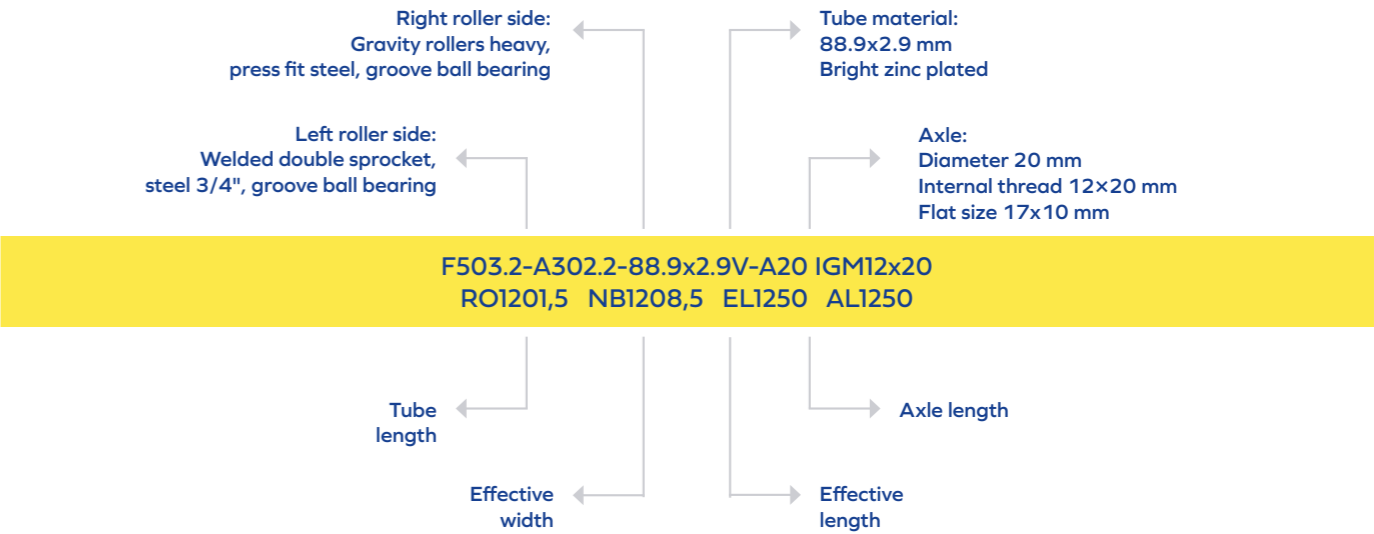 Right roller side:
Gravity rollers heavy,
press fit steel, groove ball bearing
Tube material:
88.9x2.9 mm
Bright zinc plated
Left roller side:
Welded double sprocket,
steel 3/4", groove ball bearing
Axle:
Diameter 20 mm
Internal thread 12×20 mm
Flat size 17x10 mm
F503.2-A302.2-88.9x2.9V-A20 IGM12x20
RO1201,5 NB1208,5 EL1250 AL1250
Tube
length
Axle length
Effective
width
Effective
length